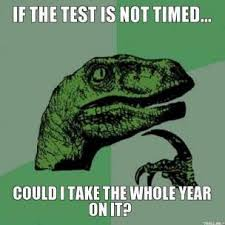 IF THE TEST IS NOT TIMED...
COULD I TAKE THE WHOLE YEAR
ON IT?